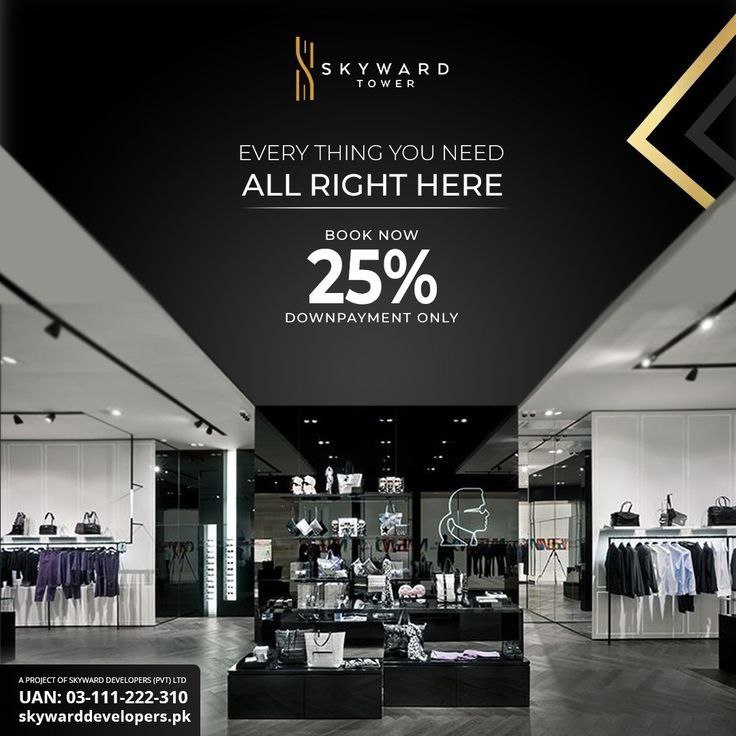 SKYWARD
TOWER
EVERY THING YOU NEED
ALL RIGHT HERE
BOOK NOW
25%
DOWNPAYMENT ONLY
A PROJECT OF SKYWARD DEVELOPERS (PVT) LTD
UAN: 03-111-222-310
skywarddevelopers.pk